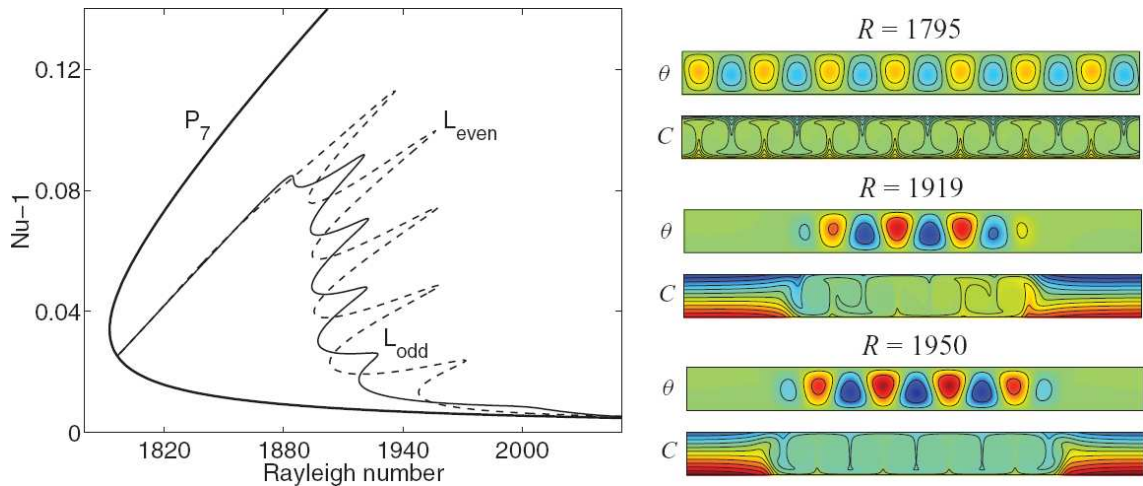 0.12
0.08
0.04
0
Nu−1
1820
1880
1940
2000
Rayleigh number
P7
Leven
Lodd
R = 1795
θ
C
R = 1919
θ
C
R = 1950
θ
C